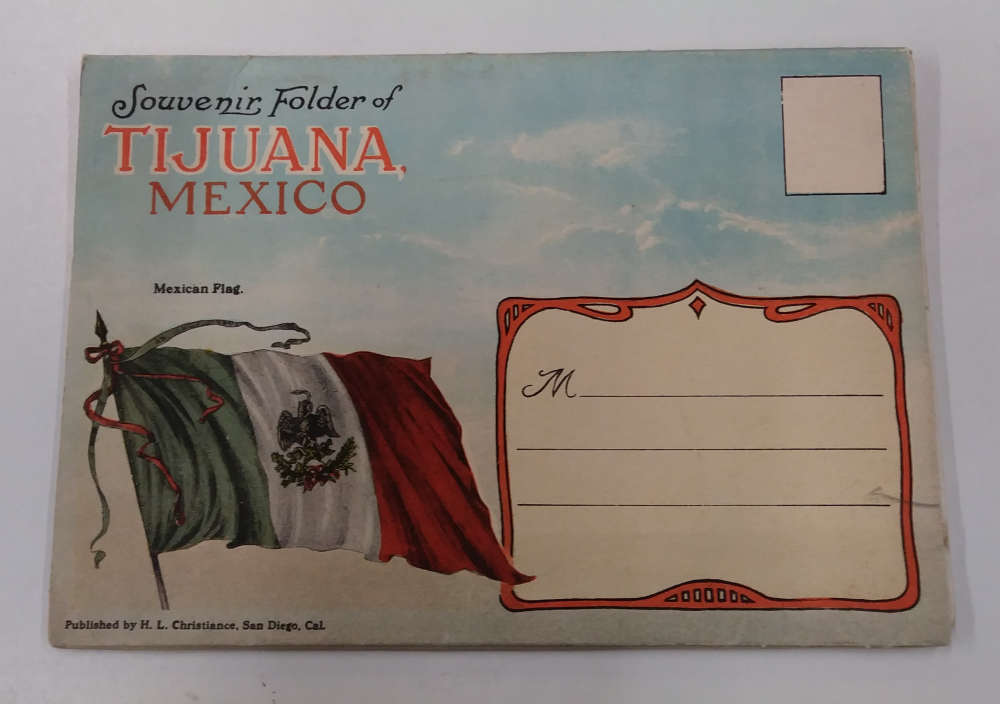 Souvenir Folder of
TIJUANA,
MEXICO
Mexican Flag.
M
Published by H. L. Christiance, San Diego, Cal.